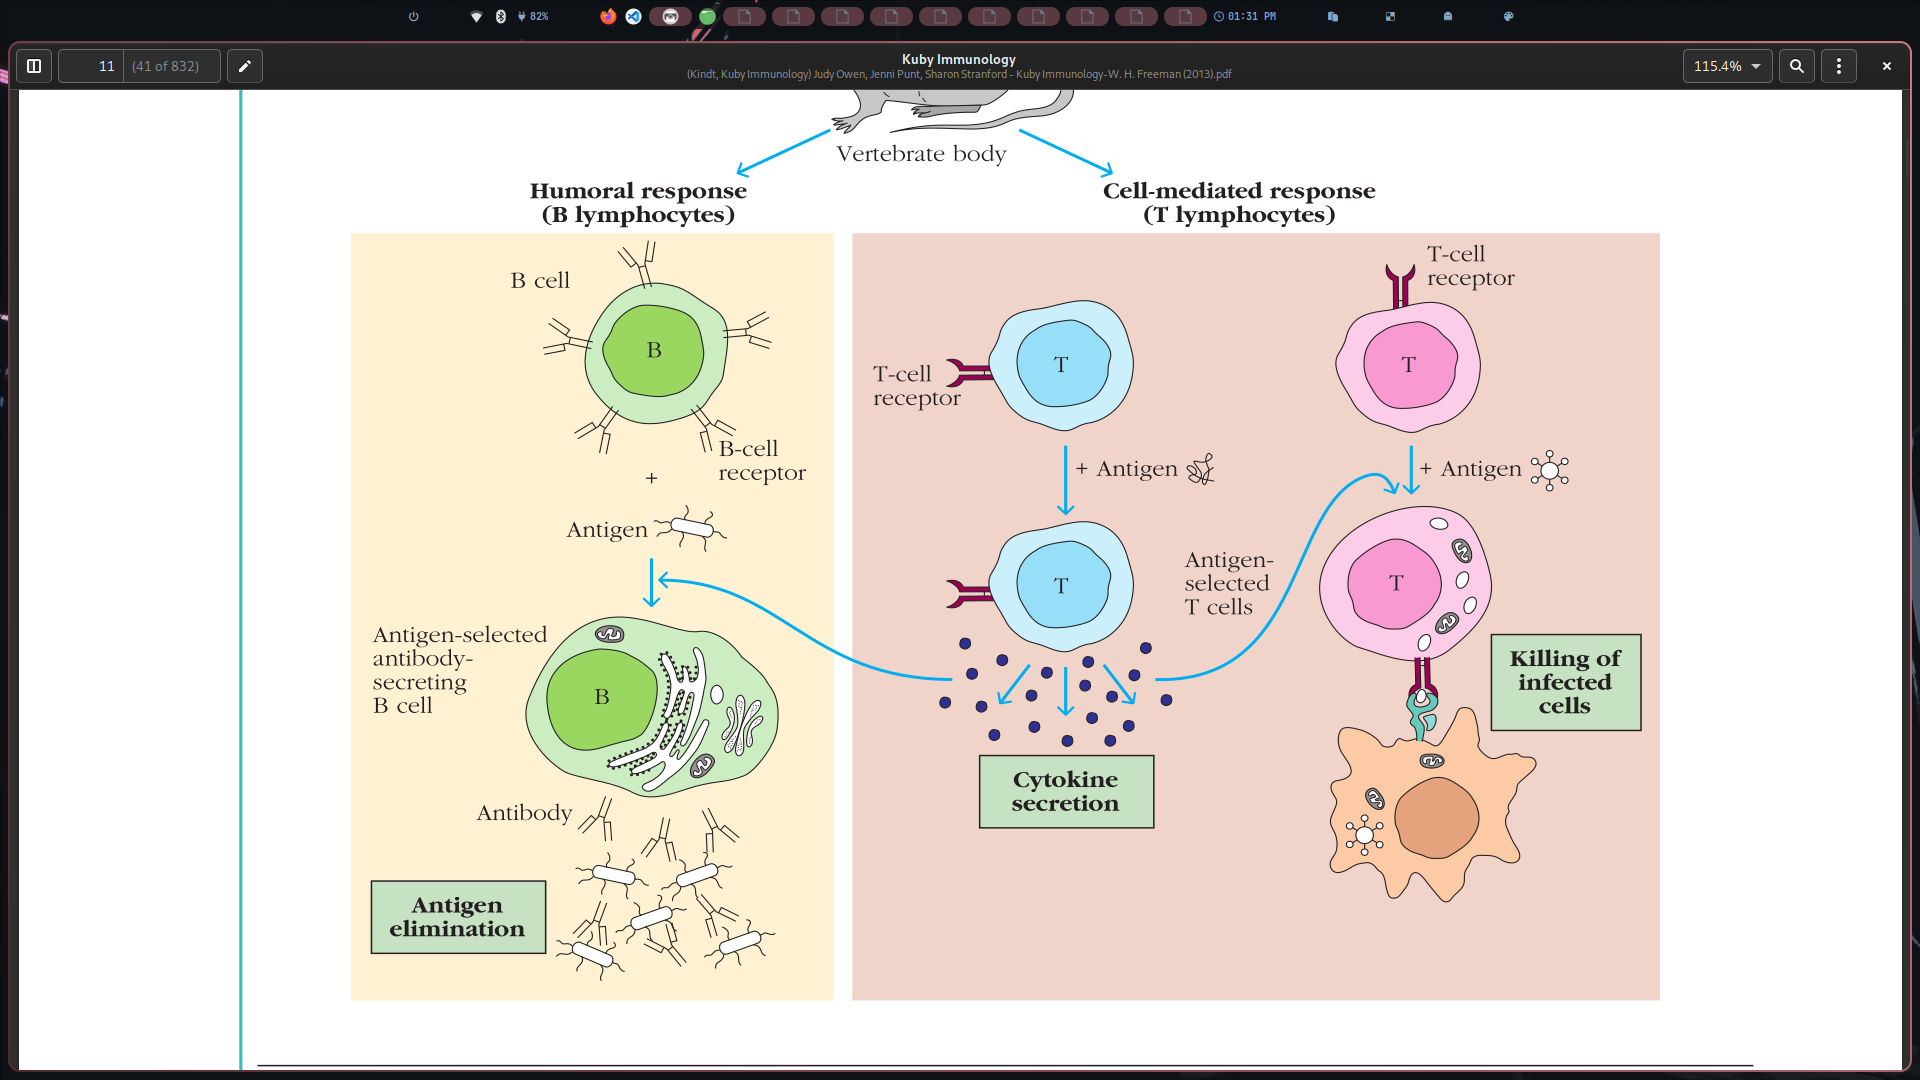 82%
01:31 PM
11 (41 of 832)
Kuby Immunology
(Kindt, Kuby Immunology) Judy Owen, Jenni Punt, Sharon Stranford - Kuby Immunology-W. H. Freeman (2013).pdf
115.4%
Vertebrate body
Humoral response
(B lymphocytes)
B cell
B
B-cell
receptor
+
Antigen
Antigen-selected
antibody-
secreting
B cell
B
Antibody
Antigen
elimination
Cell-mediated response
(T lymphocytes)
T-cell
receptor
T
+ Antigen
T
Cytokine
secretion
T-cell
receptor
T
+ Antigen
Antigen-
selected
T cells
T
Killing of
infected
cells